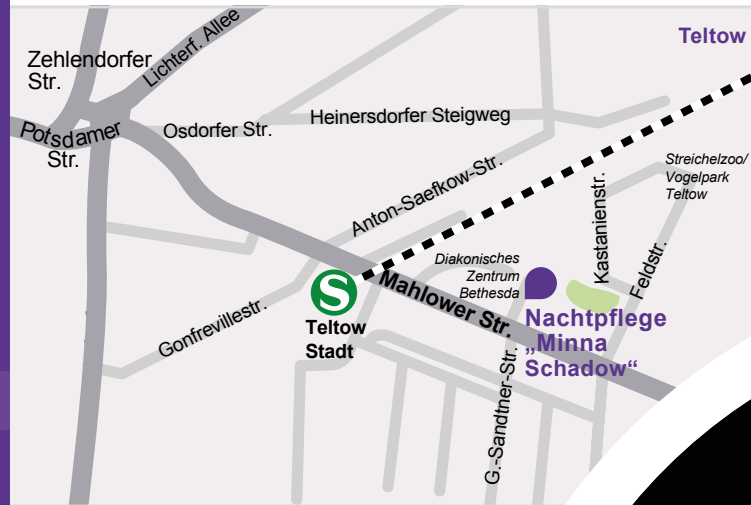 Teltow
Zehlendorfer
Str.
Lichterf. Allee
Potsdamer
Str.
Osdorfer Str.
Heinersdorfer Steigweg
Anton-Saefkow-Str.
Streichelzoo/
Vogelpark
Teltow
Kastanienstr.
Feldstr.
Diakonisches
Zentrum
Bethesda
S
Teltow
Stadt
Mahlower Str.
Gonfrevillestr.
Nachtpflege
„Minna
Schadow“
G.-Sandtner-Str.